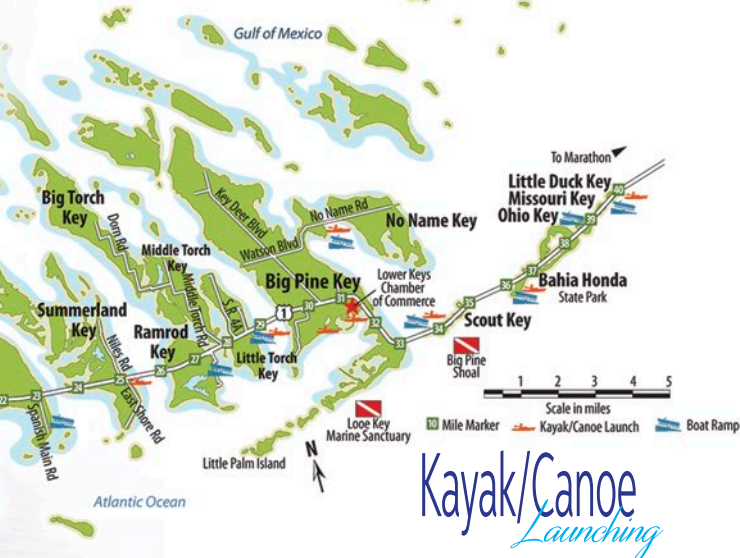 Gulf of Mexico
To Marathon
Little Duck Key
Missouri Key
Ohio Key
40
39
38
37
36
35
34
33
32
31
30
29
28
27
26
25
24
23
22
Big Torch
Key
Dorn Rd
Key Deer Blvd
No Name Rd
No Name Key
Watson Blvd
Middle Torch
Key
Middle Torch Rd
S.R. 4A
Big Pine Key
1
Lower Keys
Chamber
of Commerce
Bahia Honda
State Park
Summerland
Key
Niles Rd
Ramrod
Key
Little Torch
Key
Scout Key
Big Pine
Shoal
East Shore Rd
Spanish Main Rd
1 2 3 4 5
Scale in miles
Looe Key
Marine Sanctuary
10 Mile Marker
Kayak/Canoe Launch
Boat Ramp
Little Palm Island
N
Atlantic Ocean
Kayak/Canoe
Launching